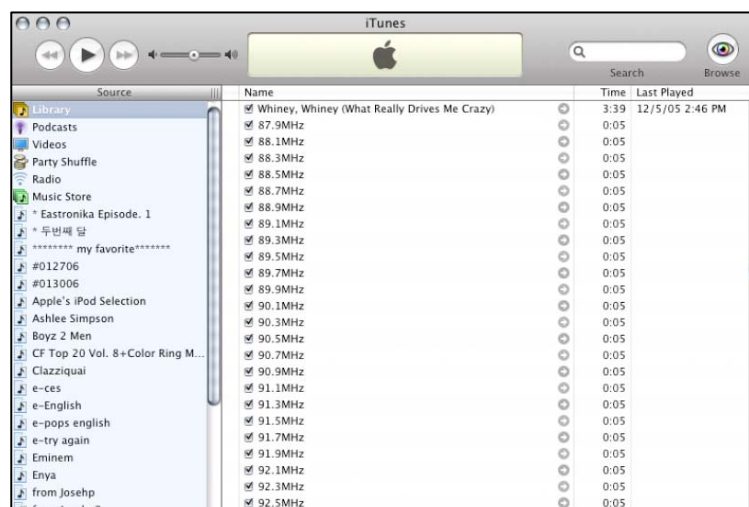 iTunes
Search
Browse
Source
Name Time Last Played
Library
Podcasts
Videos
Party Shuffle
Radio
Music Store
* Eastronika Episode. 1
* 두번째 달
******** my favorite*******
#012706
#013006
Apple's iPod Selection
Ashlee Simpson
Boyz 2 Men
CF Top 20 Vol. 8+Color Ring M...
Clazziquai
e-ces
e-English
e-pops english
e-try again
Eminem
Enya
from Josehp
Whiney, Whiney (What Really Drives Me Crazy) 3:39 12/5/05 2:46 PM
87.9MHz 0:05
88.1MHz 0:05
88.3MHz 0:05
88.5MHz 0:05
88.7MHz 0:05
88.9MHz 0:05
89.1MHz 0:05
89.3MHz 0:05
89.5MHz 0:05
89.7MHz 0:05
89.9MHz 0:05
90.1MHz 0:05
90.3MHz 0:05
90.5MHz 0:05
90.7MHz 0:05
90.9MHz 0:05
91.1MHz 0:05
91.3MHz 0:05
91.5MHz 0:05
91.7MHz 0:05
91.9MHz 0:05
92.1MHz 0:05
92.3MHz 0:05
92.5MHz 0:05